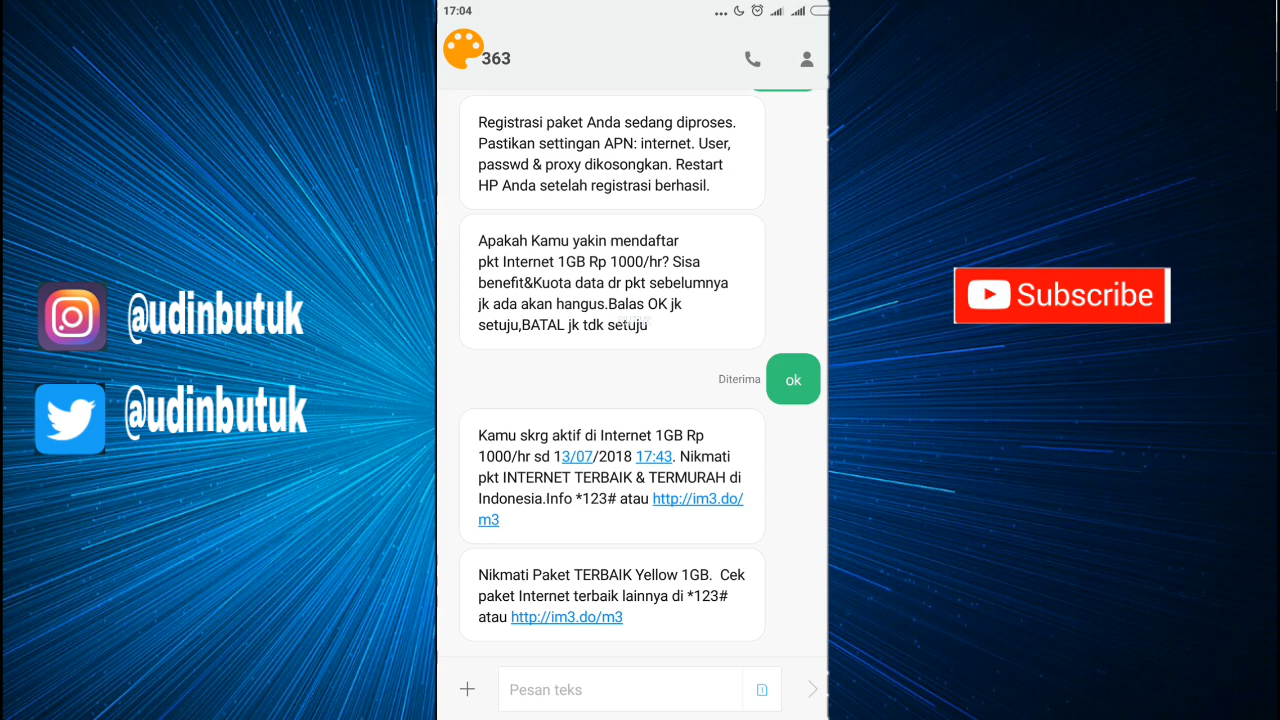 17:04
363
Registrasi paket Anda sedang diproses.
Pastikan settingan APN: internet. User,
passwd & proxy dikosongkan. Restart
HP Anda setelah registrasi berhasil.
Apakah Kamu yakin mendaftar
pkt Internet 1GB Rp 1000/hr? Sisa
benefit&Kuota data dr pkt sebelumnya
jk ada akan hangus.Balas OK jk
setuju,BATAL jk tdk setuju
Diterima
ok
Kamu skrg aktif di Internet 1GB Rp
1000/hr sd 13/07/2018 17:43. Nikmati
pkt INTERNET TERBAIK & TERMURAH di
Indonesia.Info *123# atau http://im3.do/
m3
Nikmati Paket TERBAIK Yellow 1GB.  Cek
paket Internet terbaik lainnya di *123#
atau http://im3.do/m3
Pesan teks
@udinbutuk
@udinbutuk
Subscribe